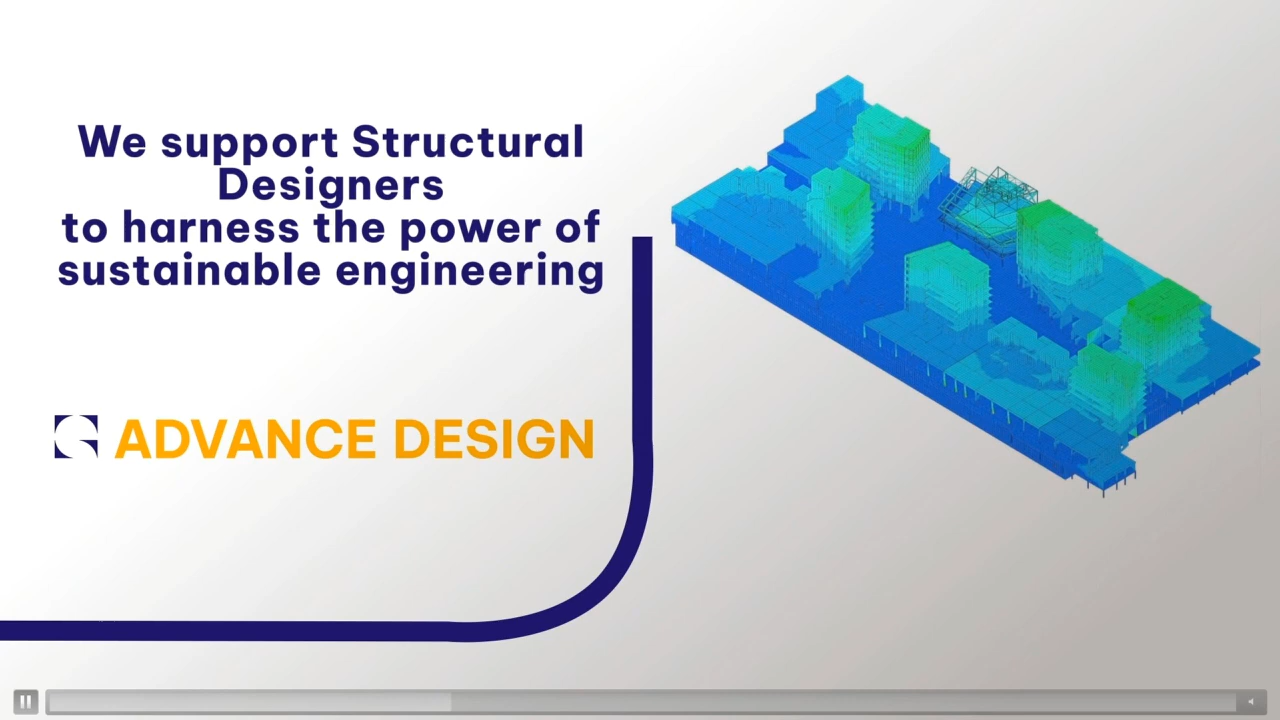 We support Structural
Designers
to harness the power of
sustainable engineering
ADVANCE DESIGN